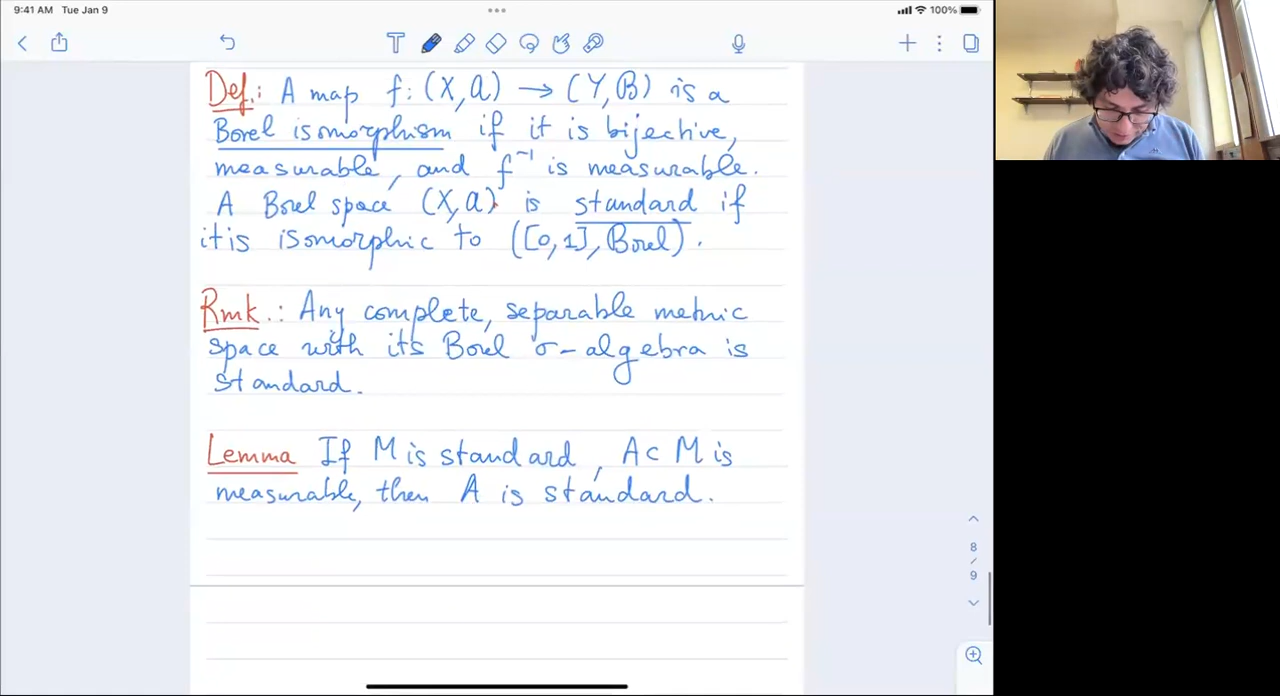 9:41 AM Tue Jan 9
100%
Def.: A map f: (X, a) → (Y, B) is a
Borel isomorphism if it is bijective,
measurable, and f⁻¹ is measurable.
A Borel space (X, a) is standard if
it is isomorphic to ([0,1], Borel).
Rmk.: Any complete, separable metric
space with its Borel σ-algebra is
standard.
Lemma If M is standard, A ⊂ M is
measurable, then A is standard.
8
/
9